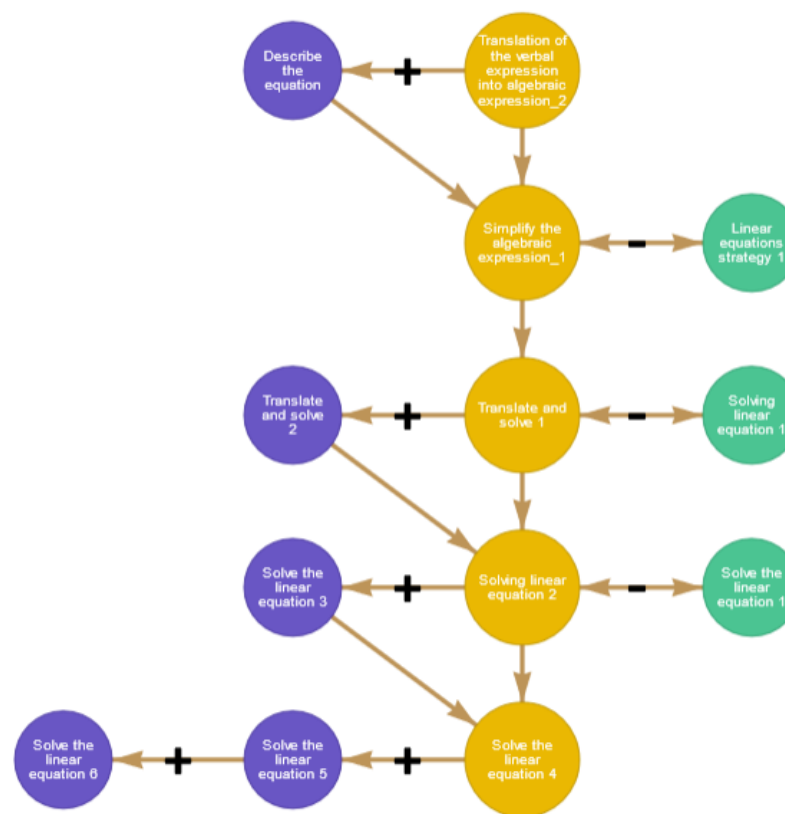 Describe
the
equation
+
Translation of
the verbal
expression
into algebraic
expression_2
Simplify the
algebraic
expression_1
-
Linear
equations
strategy 1
Translate
and solve
2
+
Translate and
solve 1
-
Solving
linear
equation 1
Solve the
linear
equation 3
+
Solving linear
equation 2
-
Solve the
linear
equation 1
Solve the
linear
equation 6
+
Solve the
linear
equation 5
+
Solve the
linear
equation 4